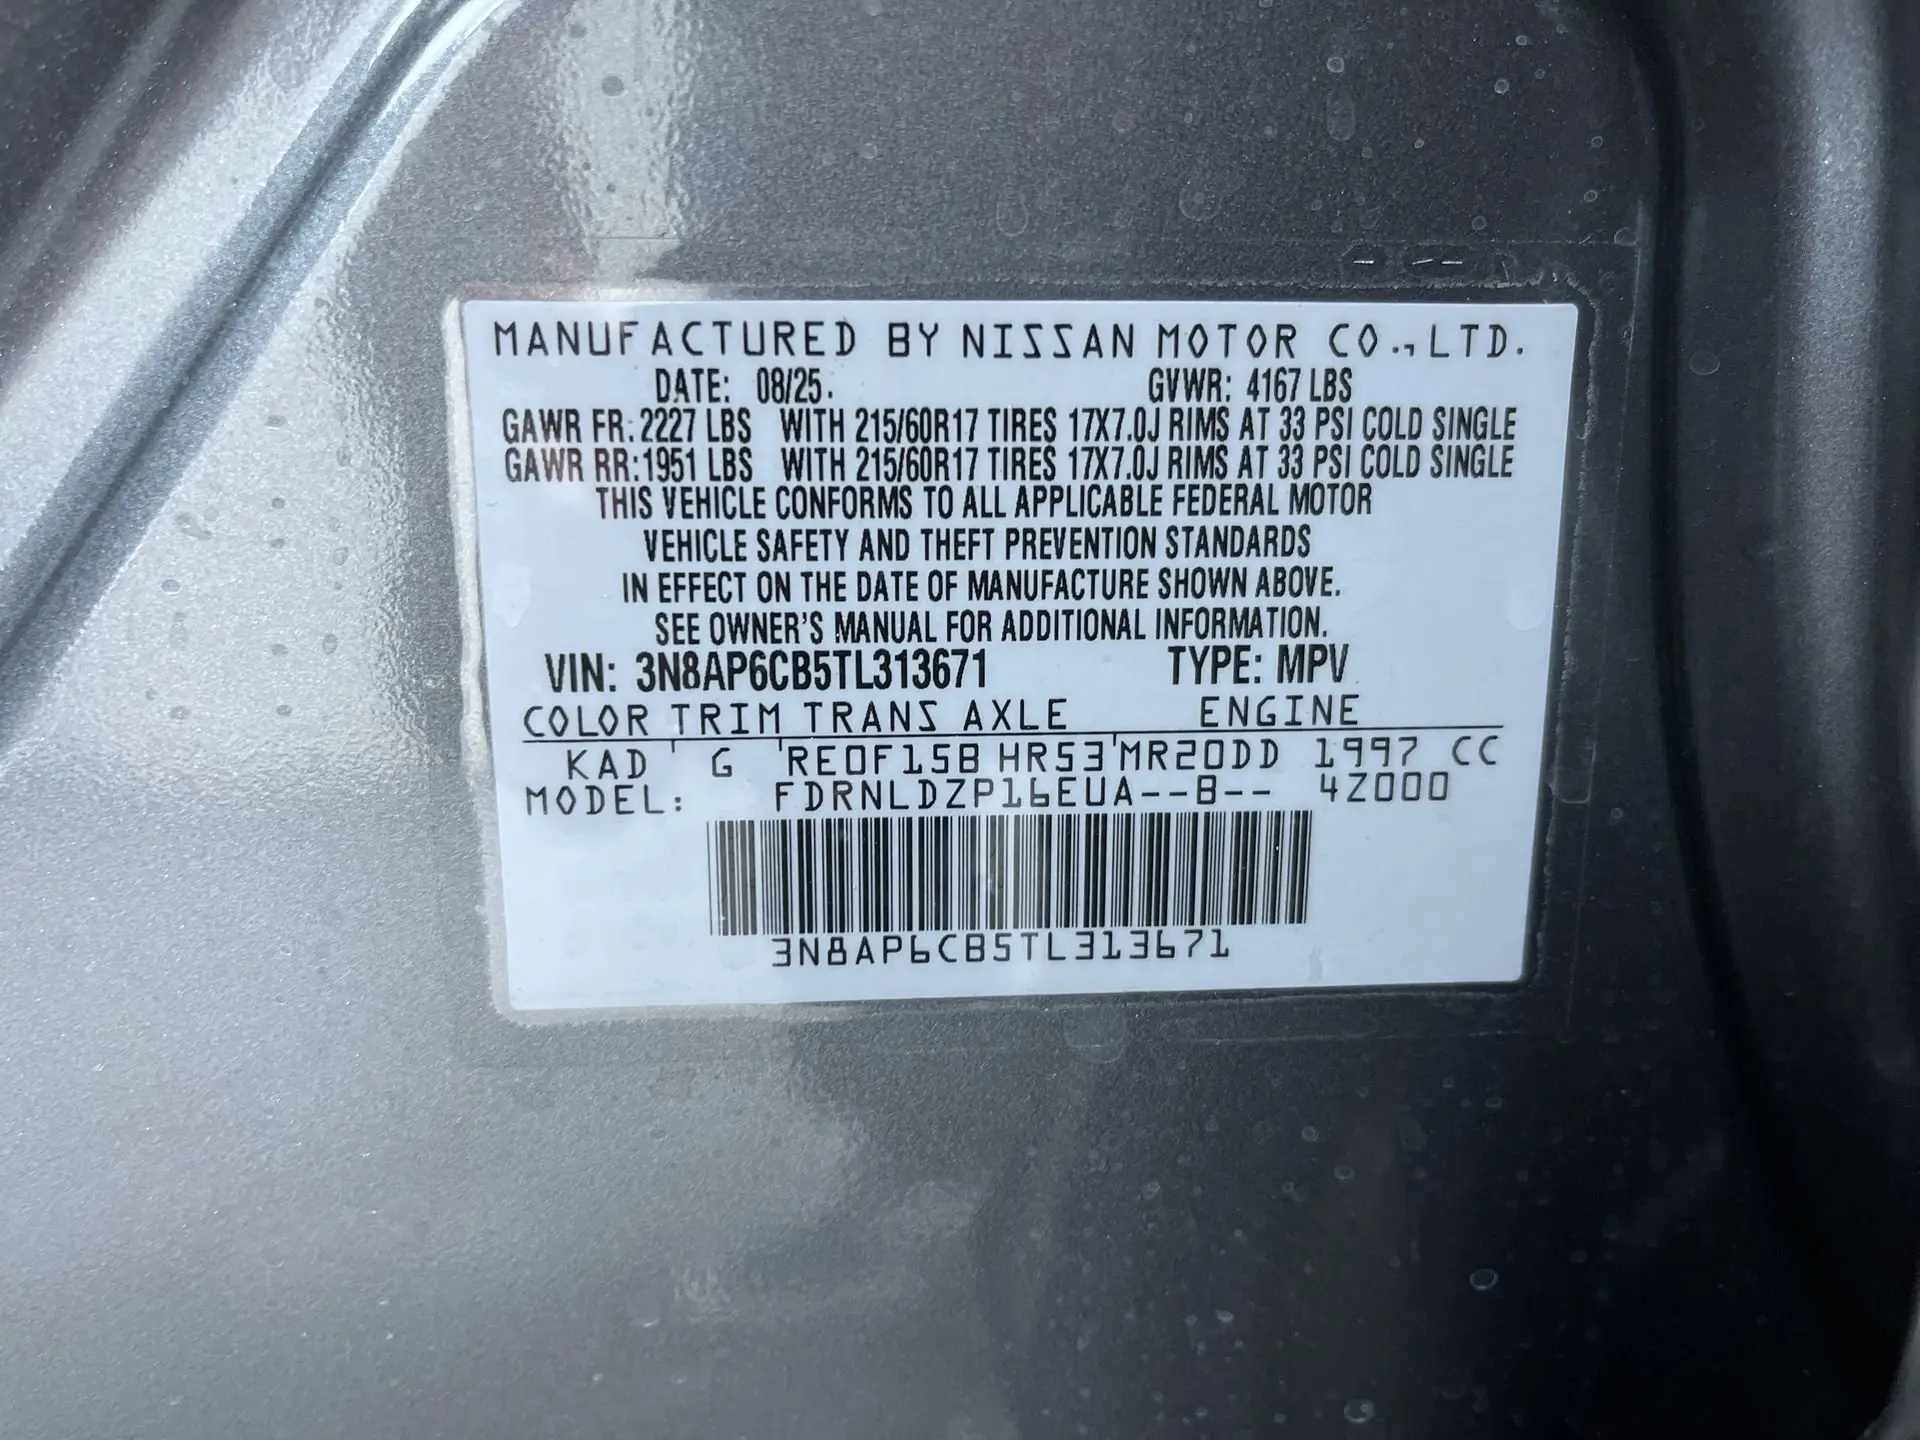 MANUFACTURED BY NISSAN MOTOR CO., LTD.
DATE: 08/25. GVWR: 4167 LBS
GAWR FR: 2227 LBS WITH 215/60R17 TIRES 17X7.0J RIMS AT 33 PSI COLD SINGLE
GAWR RR: 1951 LBS WITH 215/60R17 TIRES 17X7.0J RIMS AT 33 PSI COLD SINGLE
THIS VEHICLE CONFORMS TO ALL APPLICABLE FEDERAL MOTOR
VEHICLE SAFETY AND THEFT PREVENTION STANDARDS
IN EFFECT ON THE DATE OF MANUFACTURE SHOWN ABOVE.
SEE OWNER'S MANUAL FOR ADDITIONAL INFORMATION.
VIN: 3N8AP6CB5TL313671 TYPE: MPV
COLOR TRIM TRANS AXLE ENGINE
KAD G RE0F15B HR53 MR20DD 1997 CC
MODEL: FDRNLDZP16EUA--B-- 4Z000
3N8AP6CB5TL313671